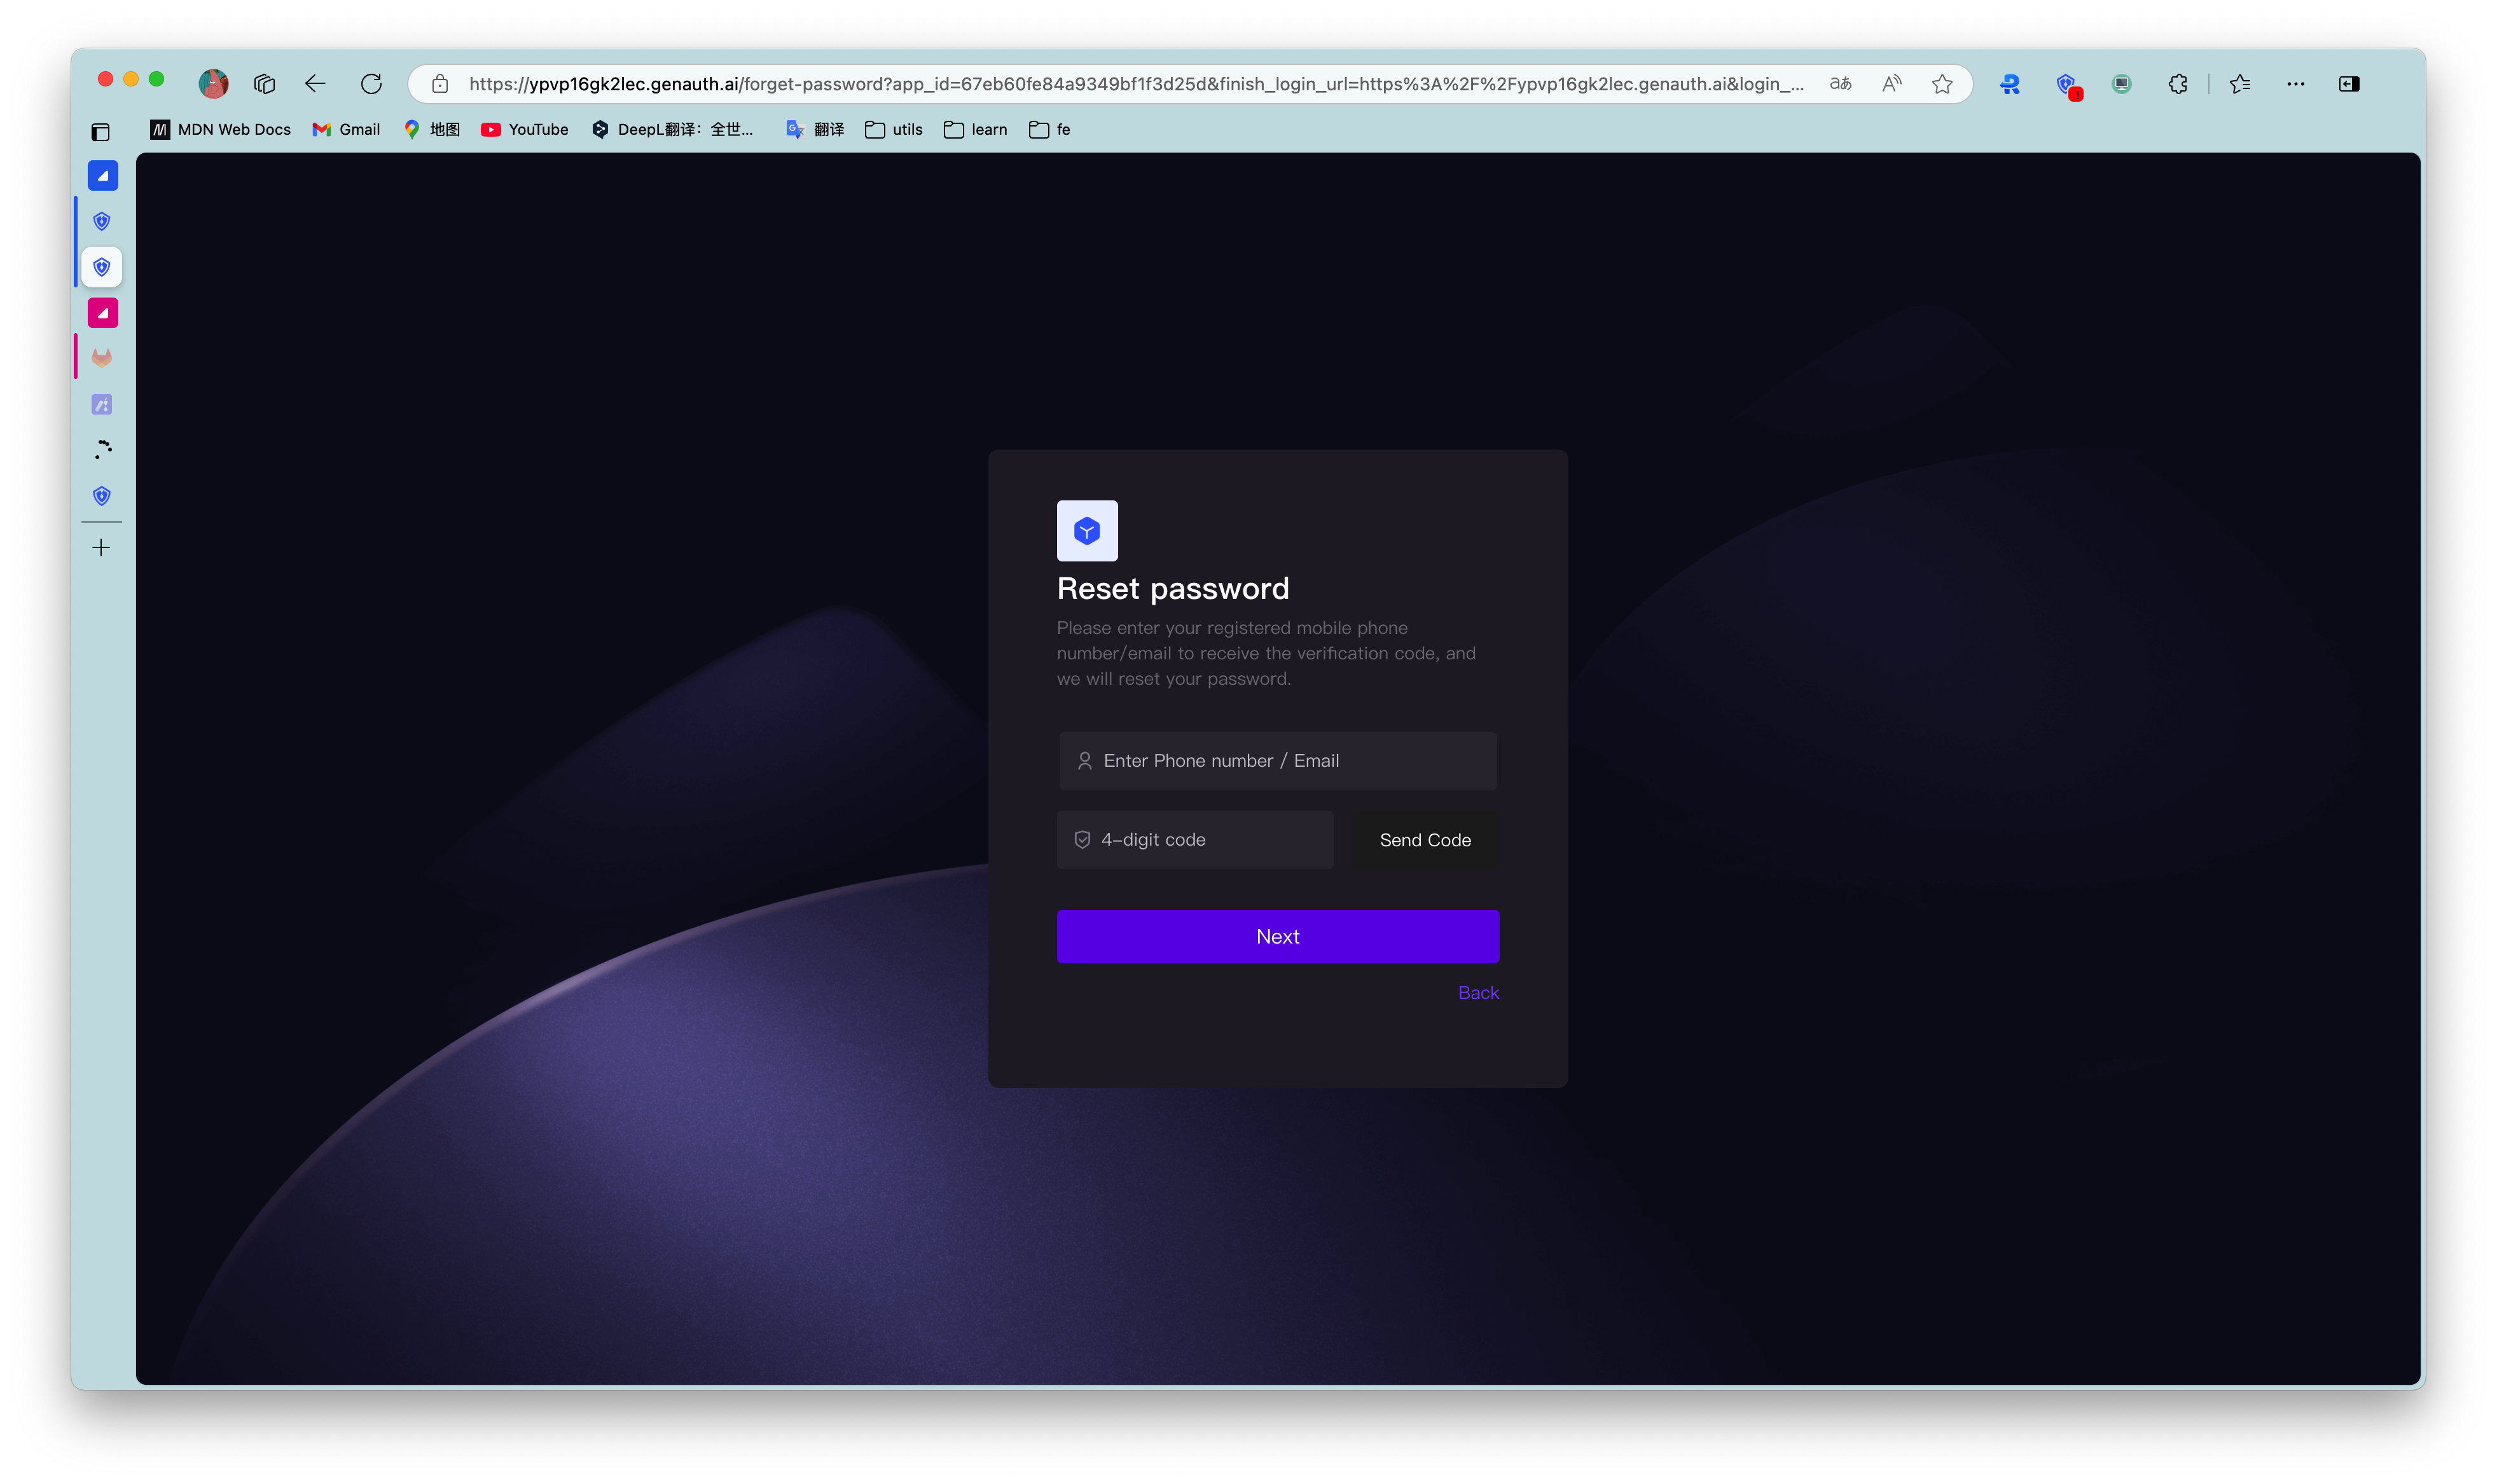 https://ypvp16gk2lec.genauth.ai/forget-password?app_id=67eb60fe84a9349bf1f3d25d&finish_login_url=https%3A%2F%2Fypvp16gk2lec.genauth.ai&login_...
MDN Web Docs Gmail 地图 YouTube DeepL翻译：全世... 翻译 utils learn fe
Reset password
Please enter your registered mobile phone
number/email to receive the verification code, and
we will reset your password.
Enter Phone number / Email
4-digit code Send Code
Next
Back